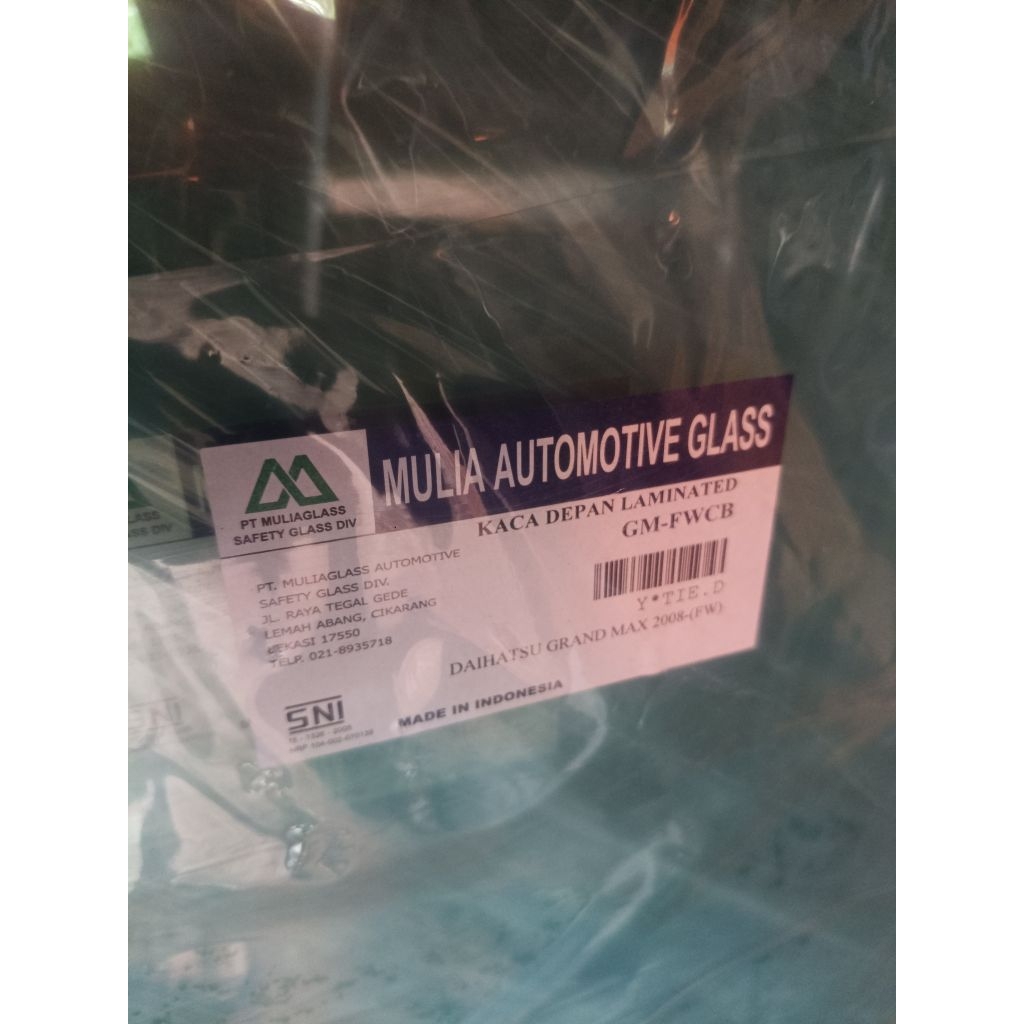 MULIA AUTOMOTIVE GLASS
PT MULIAGLASS
SAFETY GLASS DIV
KACA DEPAN LAMINATED
GM-FWCB
PT. MULIAGLASS AUTOMOTIVE
SAFETY GLASS DIV.
JL. RAYA TEGAL GEDE
LEMAH ABANG, CIKARANG
BEKASI 17550
TELP. 021-8935718
Y*TIE.D
DAIHATSU GRAND MAX 2008-(FW)
SNI
MADE IN INDONESIA